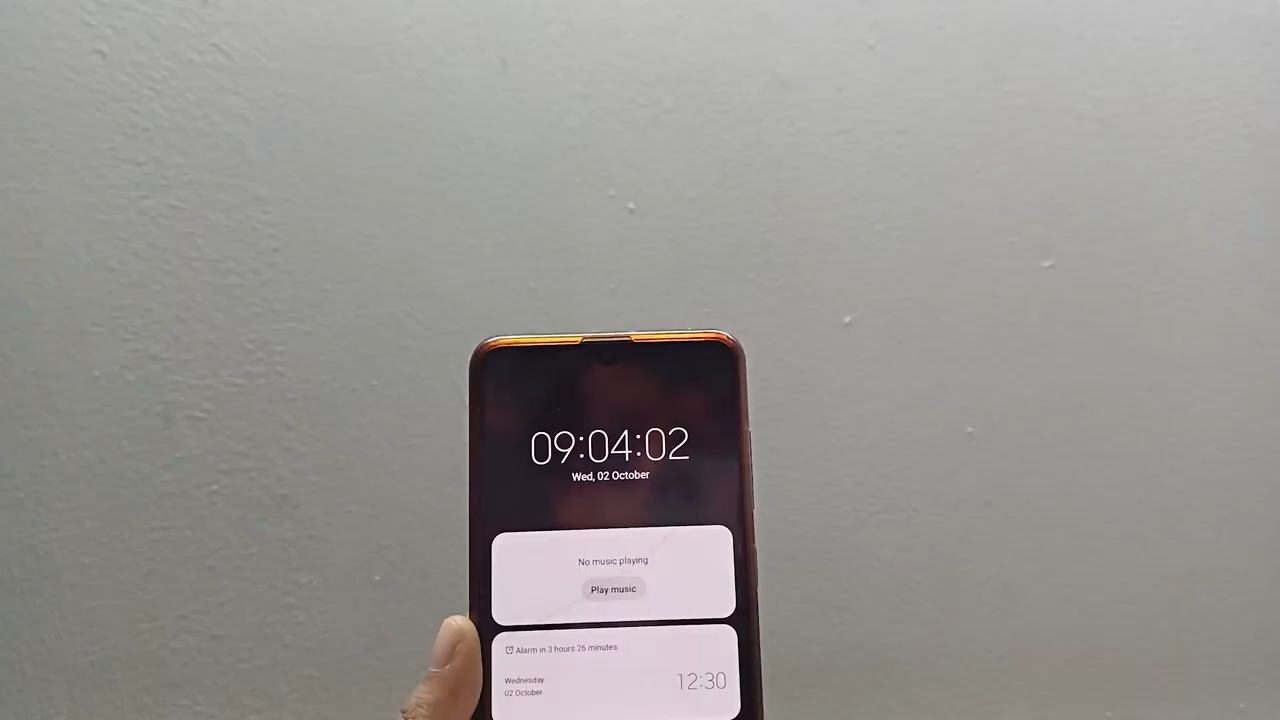 09:04:02
Wed, 02 October
No music playing
Play music
Alarm in 3 hours 26 minutes
Wednesday
02 October
12:30